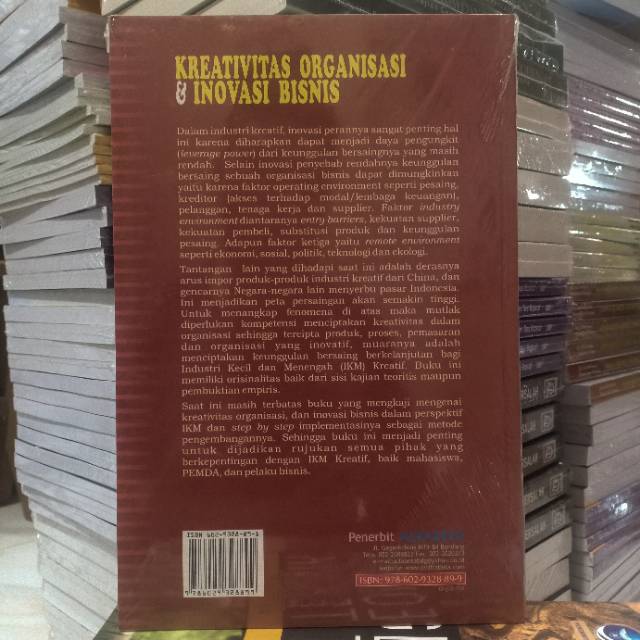 KREATIVITAS ORGANISASI
& INOVASI BISNIS
Dalam industri kreatif, inovasi perannya sangat penting hal
ini karena diharapkan dapat menjadi daya pengungkit
(leverage power) dari keunggulan bersaingnya yang masih
rendah. Selain inovasi penyebab rendahnya keunggulan
bersaing sebuah organisasi bisnis dapat dimungkinkan
yaitu karena faktor operating environment seperti pesaing,
kreditor (akses terhadap modal/lembaga keuangan),
pelanggan, tenaga kerja dan supplier. Faktor industry
environment diantaranya entry barriers, kekuatan supplier,
kekuatan pembeli, substitusi produk dan keunggulan
pesaing. Adapun faktor ketiga yaitu remote environment
seperti ekonomi, sosial, politik, teknologi dan ekologi.
Tantangan lain yang dihadapi saat ini adalah derasnya
arus impor produk-produk industri kreatif dari China, dan
gencarnya Negara-negara lain menyerbu pasar Indonesia.
Ini menjadikan peta persaingan akan semakin tinggi.
Untuk menangkap fenomena di atas maka mutlak
diperlukan kompetensi menciptakan kreativitas dalam
organisasi sehingga tercipta produk, proses, pemasaran
dan organisasi yang inovatif, muaranya adalah
menciptakan keunggulan bersaing berkelanjutan bagi
Industri Kecil dan Menengah (IKM) Kreatif. Buku ini
memiliki orisinalitas baik dari sisi kajian teoritis maupun
pembuktian empiris.
Saat ini masih terbatas buku yang mengkaji mengenai
kreativitas organisasi, dan inovasi bisnis dalam perspektif
IKM dan step by step implementasinya sebagai metode
pengembangannya. Sehingga buku ini menjadi penting
untuk dijadikan rujukan semua pihak yang
berkepentingan dengan IKM Kreatif, baik mahasiswa,
PEMDA, dan pelaku bisnis.
ISBN 602-9328-89-6
Penerbit
ISBN: 978-602-9328-89-9